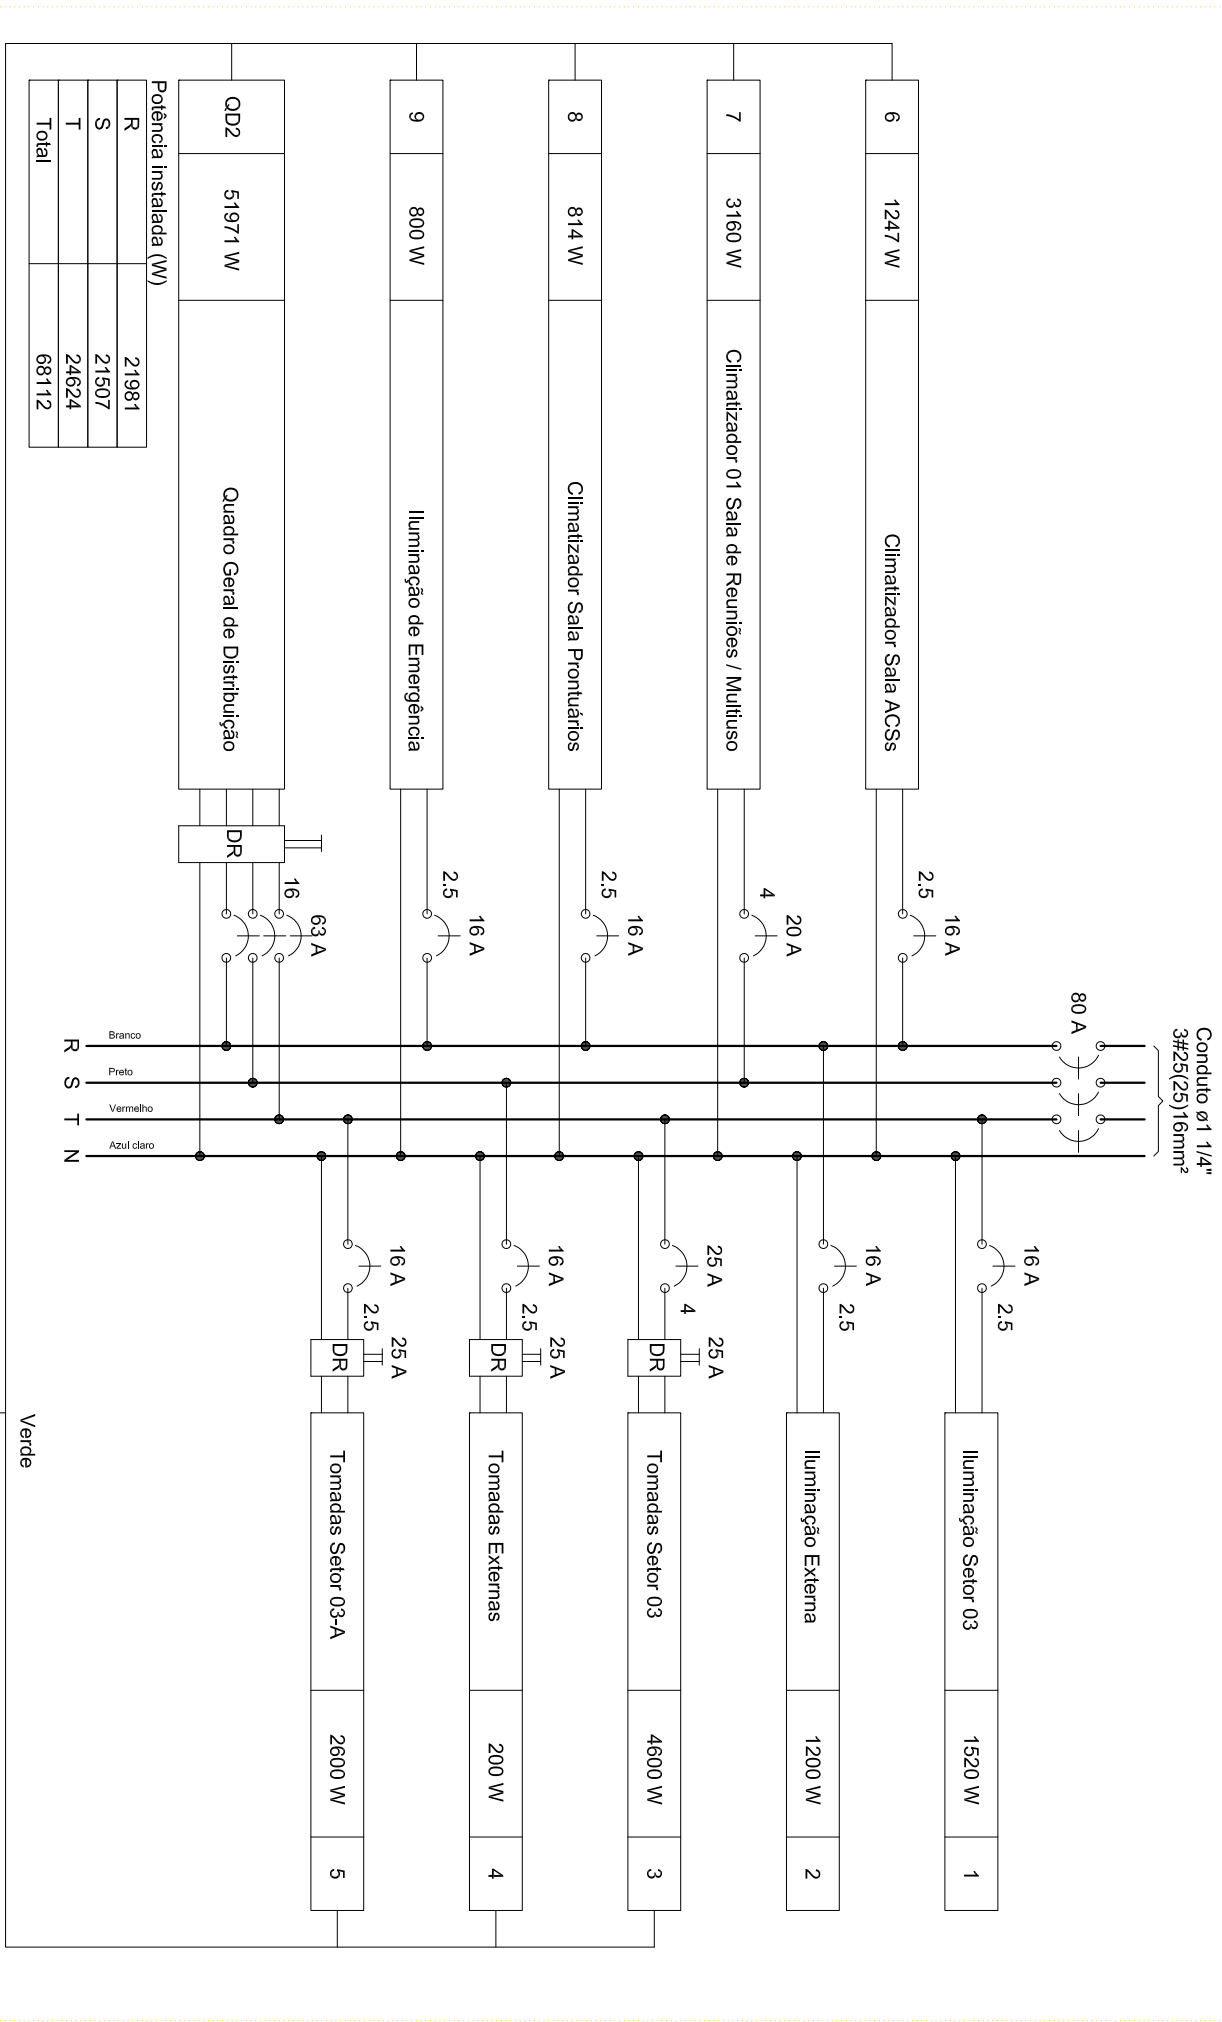 Conduto ø1 1/4"
3#25(25)16mm²
80 A
6
1247 W
Climatizador Sala ACSs
2.5
16 A
7
3160 W
Climatizador 01 Sala de Reuniões / Multiuso
4
20 A
8
814 W
Climatizador Sala Prontuários
2.5
16 A
9
800 W
Iluminação de Emergência
2.5
16 A
QD2
51971 W
Quadro Geral de Distribuição
DR
16
63 A
16 A
2.5
Iluminação Setor 03
1520 W
1
16 A
2.5
Iluminação Externa
1200 W
2
25 A
4
25 A
DR
Tomadas Setor 03
4600 W
3
16 A
2.5
25 A
DR
Tomadas Externas
200 W
4
16 A
2.5
25 A
DR
Tomadas Setor 03-A
2600 W
5
R
Branco
S
Preto
T
Vermelho
N
Azul claro
Potência instalada (W)
R 21981
S 21507
T 24624
Total 68112
Verde